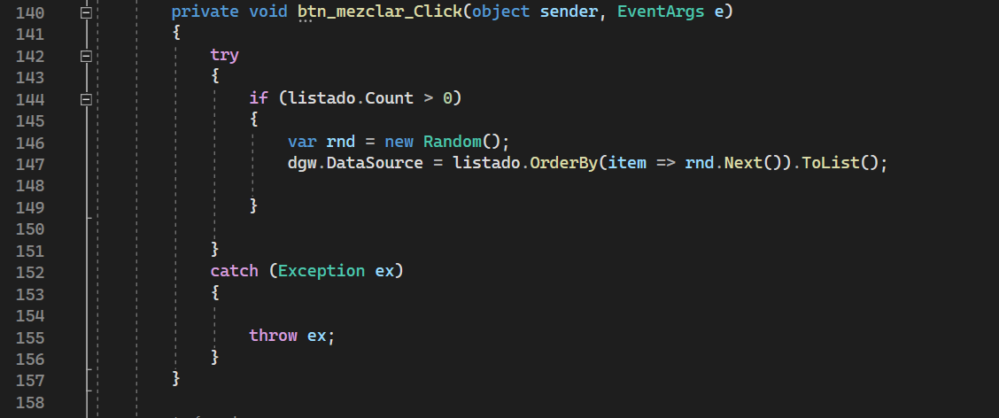 140 private void btn_mezclar_Click(object sender, EventArgs e)
141 {
142 try
143 {
144 if (listado.Count > 0)
145 {
146 var rnd = new Random();
147 dgw.DataSource = listado.OrderBy(item => rnd.Next()).ToList();
148
149 }
150
151 }
152 catch (Exception ex)
153 {
154
155 throw ex;
156 }
157 }
158